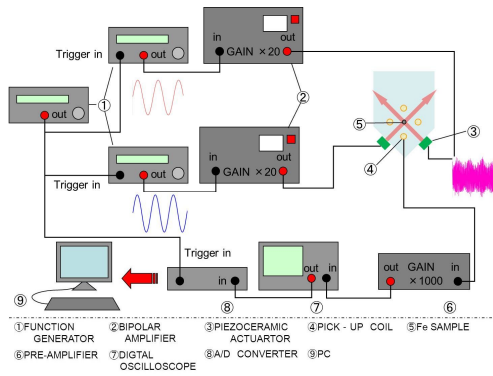 Trigger in
out
in
out
GAIN ×20
①
②
out
⑤
③
④
out
in
out
GAIN ×20
Trigger in
Trigger in
in
out
in
out
GAIN
in
×1000
⑨
⑧
⑦
⑥
①FUNCTION GENERATOR
②BIPOLAR AMPLIFIER
③PIEZOCERAMIC ACTUARTOR
④PICK - UP COIL
⑤Fe SAMPLE
⑥PRE-AMPLIFIER
⑦DIGTAL OSCILLOSCOPE
⑧A/D CONVERTER
⑨PC